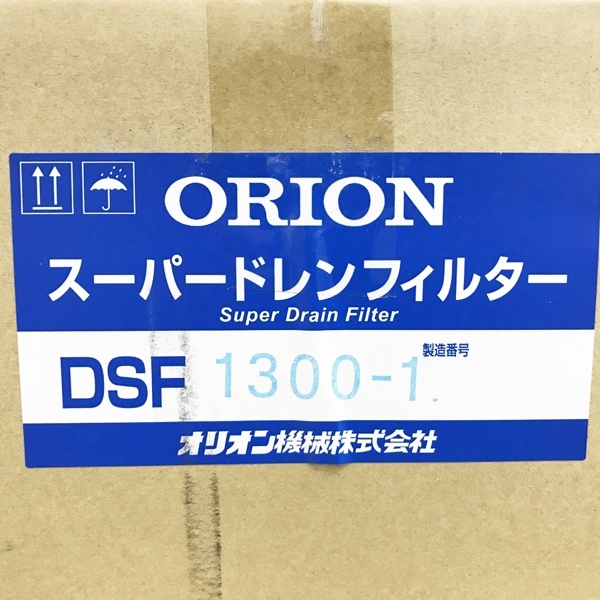 ORION
スーパードレンフィルター
Super Drain Filter
DSF 1300-1 製造番号
オリオン機械株式会社